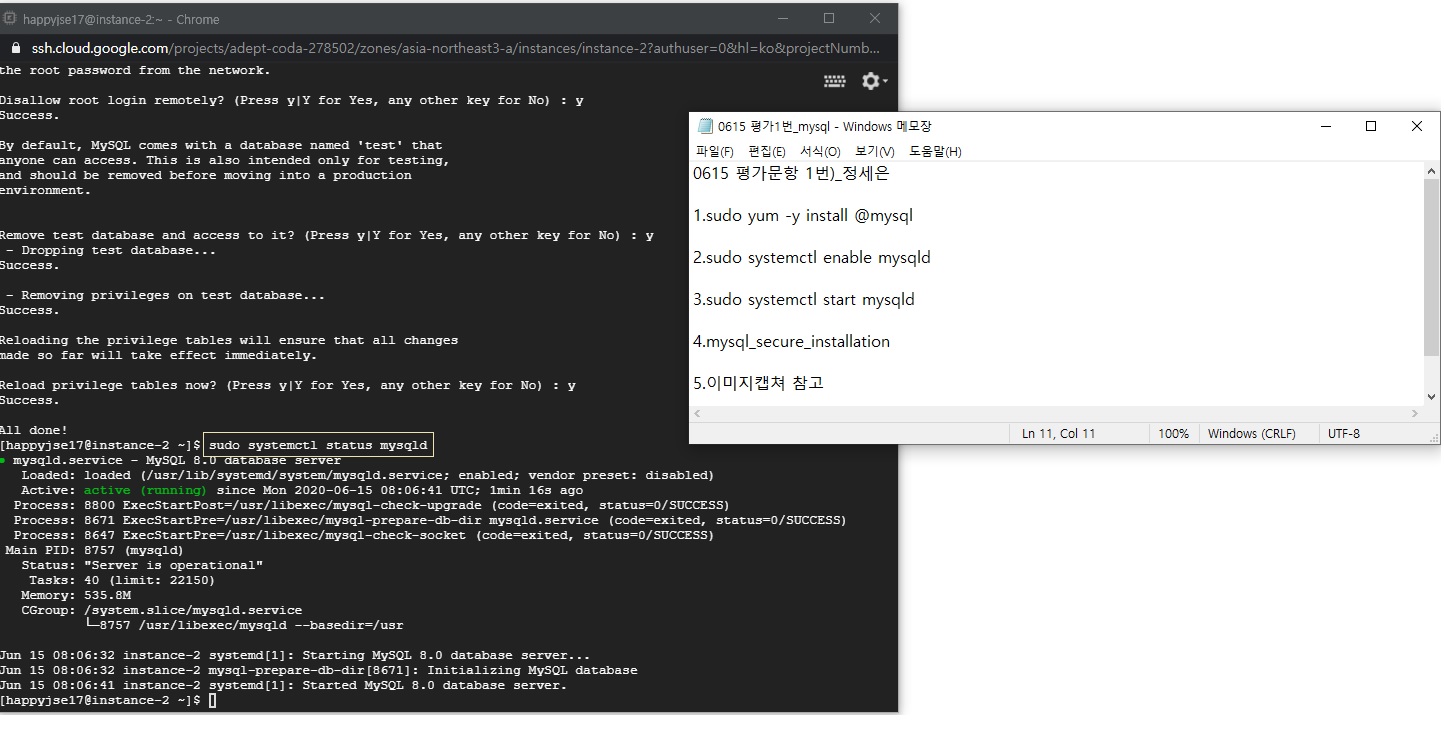 happyjse17@instance-2:~ - Chrome
ssh.cloud.google.com/projects/adept-coda-278502/zones/asia-northeast3-a/instances/instance-2?authuser=0&hl=ko&projectNumb...
the root password from the network.
Disallow root login remotely? (Press y|Y for Yes, any other key for No) : y
Success.
By default, MySQL comes with a database named 'test' that
anyone can access. This is also intended only for testing,
and should be removed before moving into a production
environment.
Remove test database and access to it? (Press y|Y for Yes, any other key for No) : y
- Dropping test database...
Success.
- Removing privileges on test database...
Success.
Reloading the privilege tables will ensure that all changes
made so far will take effect immediately.
Reload privilege tables now? (Press y|Y for Yes, any other key for No) : y
Success.
All done!
[happyjse17@instance-2 ~]$ sudo systemctl status mysqld
● mysqld.service - MySQL 8.0 database server
Loaded: loaded (/usr/lib/systemd/system/mysqld.service; enabled; vendor preset: disabled)
Active: active (running) since Mon 2020-06-15 08:06:41 UTC; 1min 16s ago
Process: 8800 ExecStartPost=/usr/libexec/mysql-check-upgrade (code=exited, status=0/SUCCESS)
Process: 8671 ExecStartPre=/usr/libexec/mysql-prepare-db-dir mysqld.service (code=exited, status=0/SUCCESS)
Process: 8647 ExecStartPre=/usr/libexec/mysql-check-socket (code=exited, status=0/SUCCESS)
Main PID: 8757 (mysqld)
Status: "Server is operational"
Tasks: 40 (limit: 22150)
Memory: 535.8M
CGroup: /system.slice/mysqld.service
└─8757 /usr/libexec/mysqld --basedir=/usr
Jun 15 08:06:32 instance-2 systemd[1]: Starting MySQL 8.0 database server...
Jun 15 08:06:32 instance-2 mysql-prepare-db-dir[8671]: Initializing MySQL database
Jun 15 08:06:41 instance-2 systemd[1]: Started MySQL 8.0 database server.
[happyjse17@instance-2 ~]$
0615 평가1번_mysql - Windows 메모장
파일(F) 편집(E) 서식(O) 보기(V) 도움말(H)
0615 평가문항 1번)_정세은
1.sudo yum -y install @mysql
2.sudo systemctl enable mysqld
3.sudo systemctl start mysqld
4.mysql_secure_installation
5.이미지캡쳐 참고
Ln 11, Col 11 100% Windows (CRLF) UTF-8